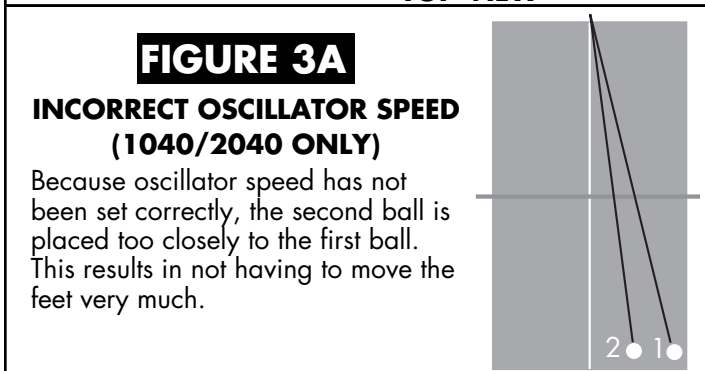 FIGURE 3A
INCORRECT OSCILLATOR SPEED
(1040/2040 ONLY)
Because oscillator speed has not
been set correctly, the second ball is
placed too closely to the first ball.
This results in not having to move the
feet very much.
2 1